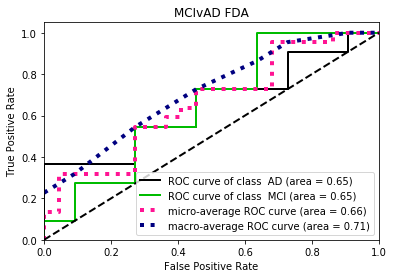 MCIvAD FDA
True Positive Rate
1.0
0.8
0.6
0.4
0.2
0.0
ROC curve of class AD (area = 0.65)
ROC curve of class MCI (area = 0.65)
micro-average ROC curve (area = 0.66)
macro-average ROC curve (area = 0.71)
0.0 0.2 0.4 0.6 0.8 1.0
False Positive Rate